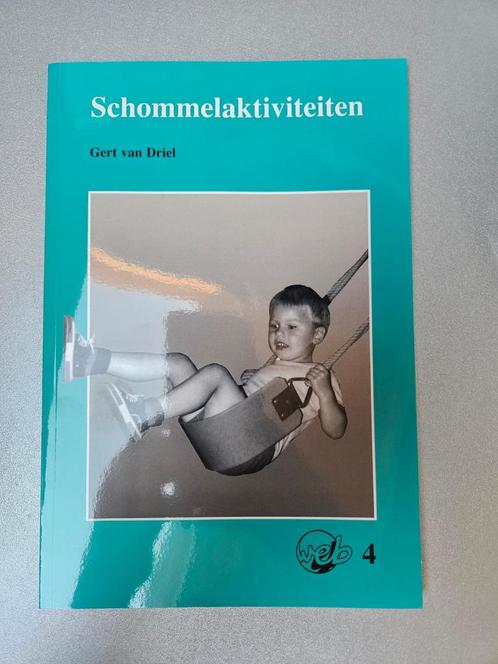 Schommelaktiviteiten
Gert van Driel
web 4